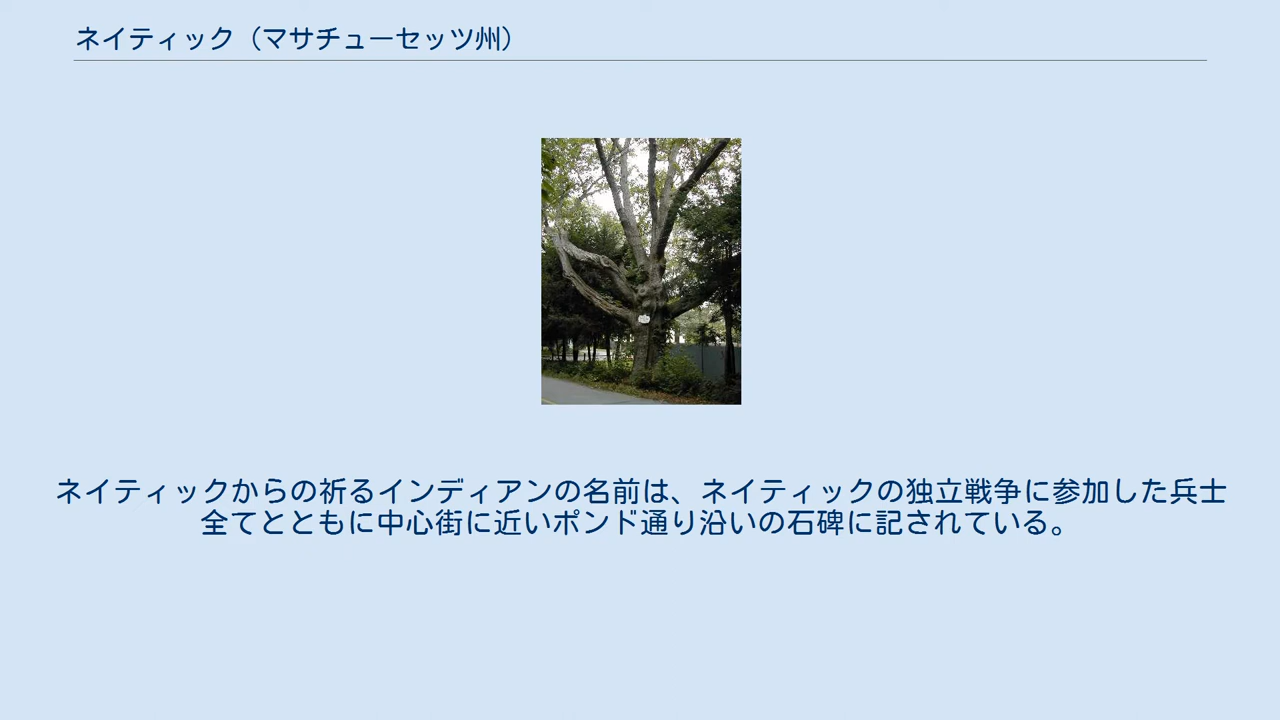 ネイティック（マサチューセッツ州）
ネイティックからの祈るインディアンの名前は、ネイティックの独立戦争に参加した兵士
全てとともに中心街に近いポンド通り沿いの石碑に記されている。